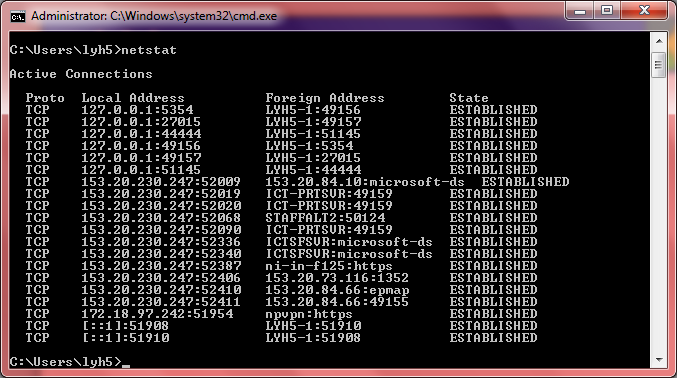 Administrator: C:\Windows\system32\cmd.exe
C:\Users\lyh5>netstat
Active Connections
Proto  Local Address          Foreign Address        State
TCP    127.0.0.1:5354         LYH5-1:49156           ESTABLISHED
TCP    127.0.0.1:27015        LYH5-1:49157           ESTABLISHED
TCP    127.0.0.1:44444        LYH5-1:51145           ESTABLISHED
TCP    127.0.0.1:49156        LYH5-1:5354            ESTABLISHED
TCP    127.0.0.1:49157        LYH5-1:27015           ESTABLISHED
TCP    127.0.0.1:51145        LYH5-1:44444           ESTABLISHED
TCP    153.20.230.247:52009   153.20.84.10:microsoft-ds  ESTABLISHED
TCP    153.20.230.247:52019   ICT-PRTSVR:49159       ESTABLISHED
TCP    153.20.230.247:52020   ICT-PRTSVR:49159       ESTABLISHED
TCP    153.20.230.247:52068   STAFFALT2:50124        ESTABLISHED
TCP    153.20.230.247:52090   ICT-PRTSVR:49159       ESTABLISHED
TCP    153.20.230.247:52336   ICTSFSVR:microsoft-ds  ESTABLISHED
TCP    153.20.230.247:52340   ICTSFSVR:microsoft-ds  ESTABLISHED
TCP    153.20.230.247:52387   ni-in-f125:https       ESTABLISHED
TCP    153.20.230.247:52406   153.20.73.116:1352     ESTABLISHED
TCP    153.20.230.247:52410   153.20.84.66:epmap     ESTABLISHED
TCP    153.20.230.247:52411   153.20.84.66:49155     ESTABLISHED
TCP    172.18.97.242:51954    npvpn:https            ESTABLISHED
TCP    [::1]:51908            LYH5-1:51910           ESTABLISHED
TCP    [::1]:51910            LYH5-1:51908           ESTABLISHED
C:\Users\lyh5>_